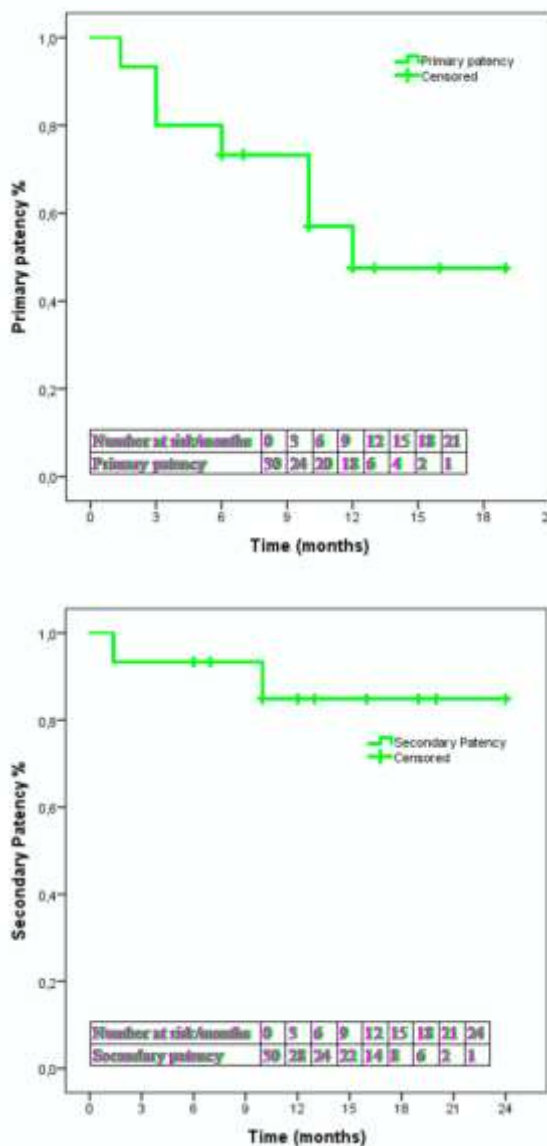 1,0
Primary patency
Censored
0,8
0,6
0,4
0,2
0,0
Primary patency %
Number at risk/months 0 3 6 9 12 15 18 21
Primary patency 30 24 20 18 6 4 2 1
0 3 6 9 12 15 18
Time (months)
1,0
0,8
Secondary Patency
Censored
0,6
0,4
0,2
0,0
Secondary Patency %
Number at risk/months 0 3 6 9 12 15 18 21 24
Secondary patency 30 28 24 22 14 8 6 2 1
0 3 6 9 12 15 18 21 24
Time (months)